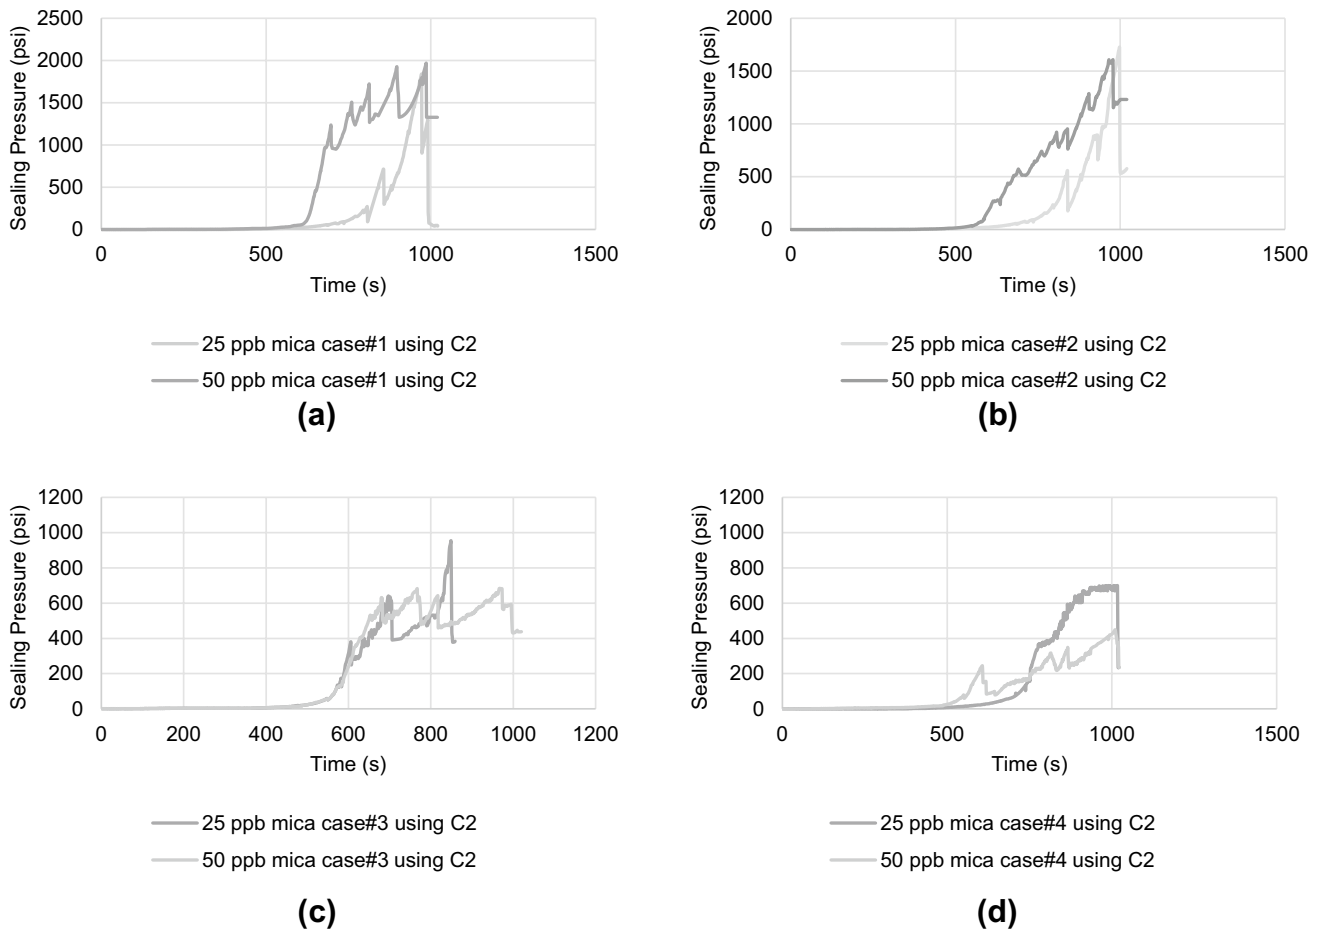 Sealing Pressure (psi)
2500
2000
1500
1000
500
0
0 500 1000 1500
Time (s)
25 ppb mica case#1 using C2
50 ppb mica case#1 using C2
(a)
Sealing Pressure (psi)
2000
1500
1000
500
0
0 500 1000 1500
Time (s)
25 ppb mica case#2 using C2
50 ppb mica case#2 using C2
(b)
Sealing Pressure (psi)
1200
1000
800
600
400
200
0
0 200 400 600 800 1000 1200
Time (s)
25 ppb mica case#3 using C2
50 ppb mica case#3 using C2
(c)
Sealing Pressure (psi)
1200
1000
800
600
400
200
0
0 500 1000 1500
Time (s)
25 ppb mica case#4 using C2
50 ppb mica case#4 using C2
(d)